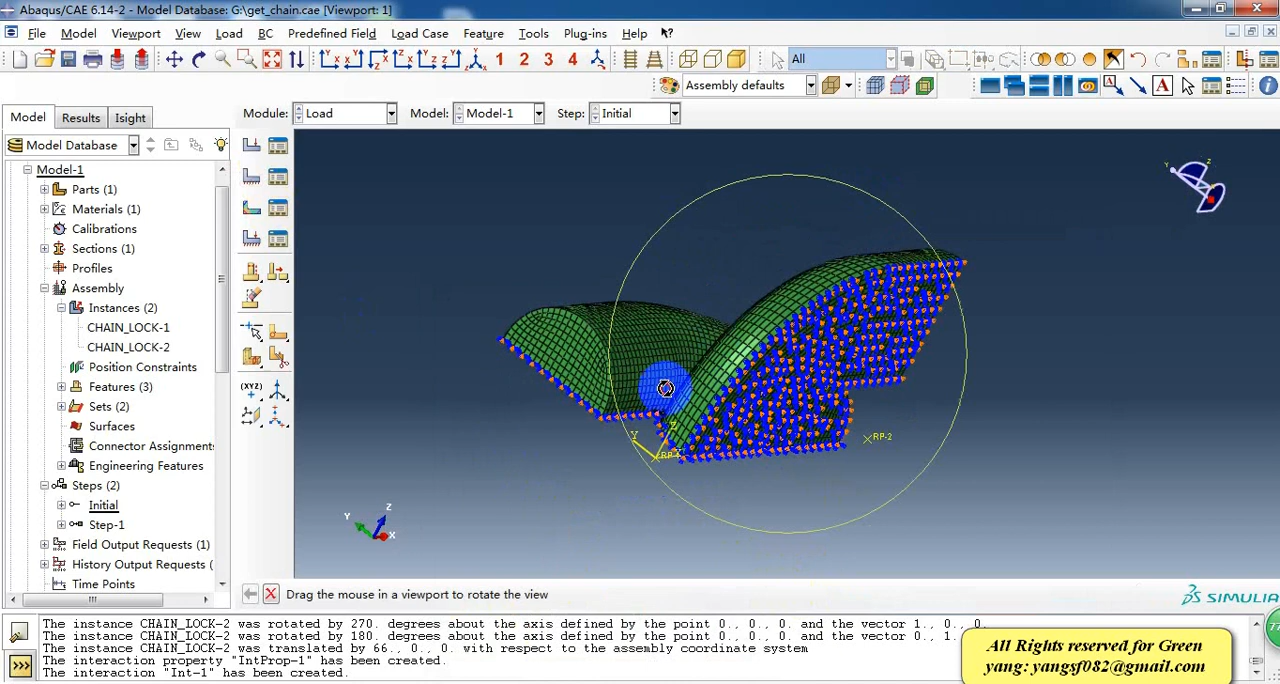 Abaqus/CAE 6.14-2 - Model Database: G:\get_chain.cae [Viewport: 1]
File Model Viewport View Load BC Predefined Field Load Case Feature Tools Plug-ins Help
1 2 3 4 All
Assembly defaults
Model Results Isight Module: Load Model: Model-1 Step: Initial
Model Database
Model-1
Parts (1)
Materials (1)
Calibrations
Sections (1)
Profiles
Assembly
Instances (2)
CHAIN_LOCK-1
CHAIN_LOCK-2
Position Constraints
Features (3)
Sets (2)
Surfaces
Connector Assignments
Engineering Features
Steps (2)
Initial
Step-1
Field Output Requests (1)
History Output Requests (
Time Points
(XYZ)
Y Z
RP-2
Y Z X
Drag the mouse in a viewport to rotate the view
SIMULIA
The instance CHAIN_LOCK-2 was rotated by 270. degrees about the axis defined by the point 0., 0., 0. and the vector 1., 0., 0.
The instance CHAIN_LOCK-2 was rotated by 180. degrees about the axis defined by the point 0., 0., 0. and the vector 0., 1.
The instance CHAIN_LOCK-2 was translated by 66., 0., 0. with respect to the assembly coordinate system
The interaction property "IntProp-1" has been created.
The interaction "Int-1" has been created.
>>>
All Rights reserved for Green
yang: yangsf082@gmail.com